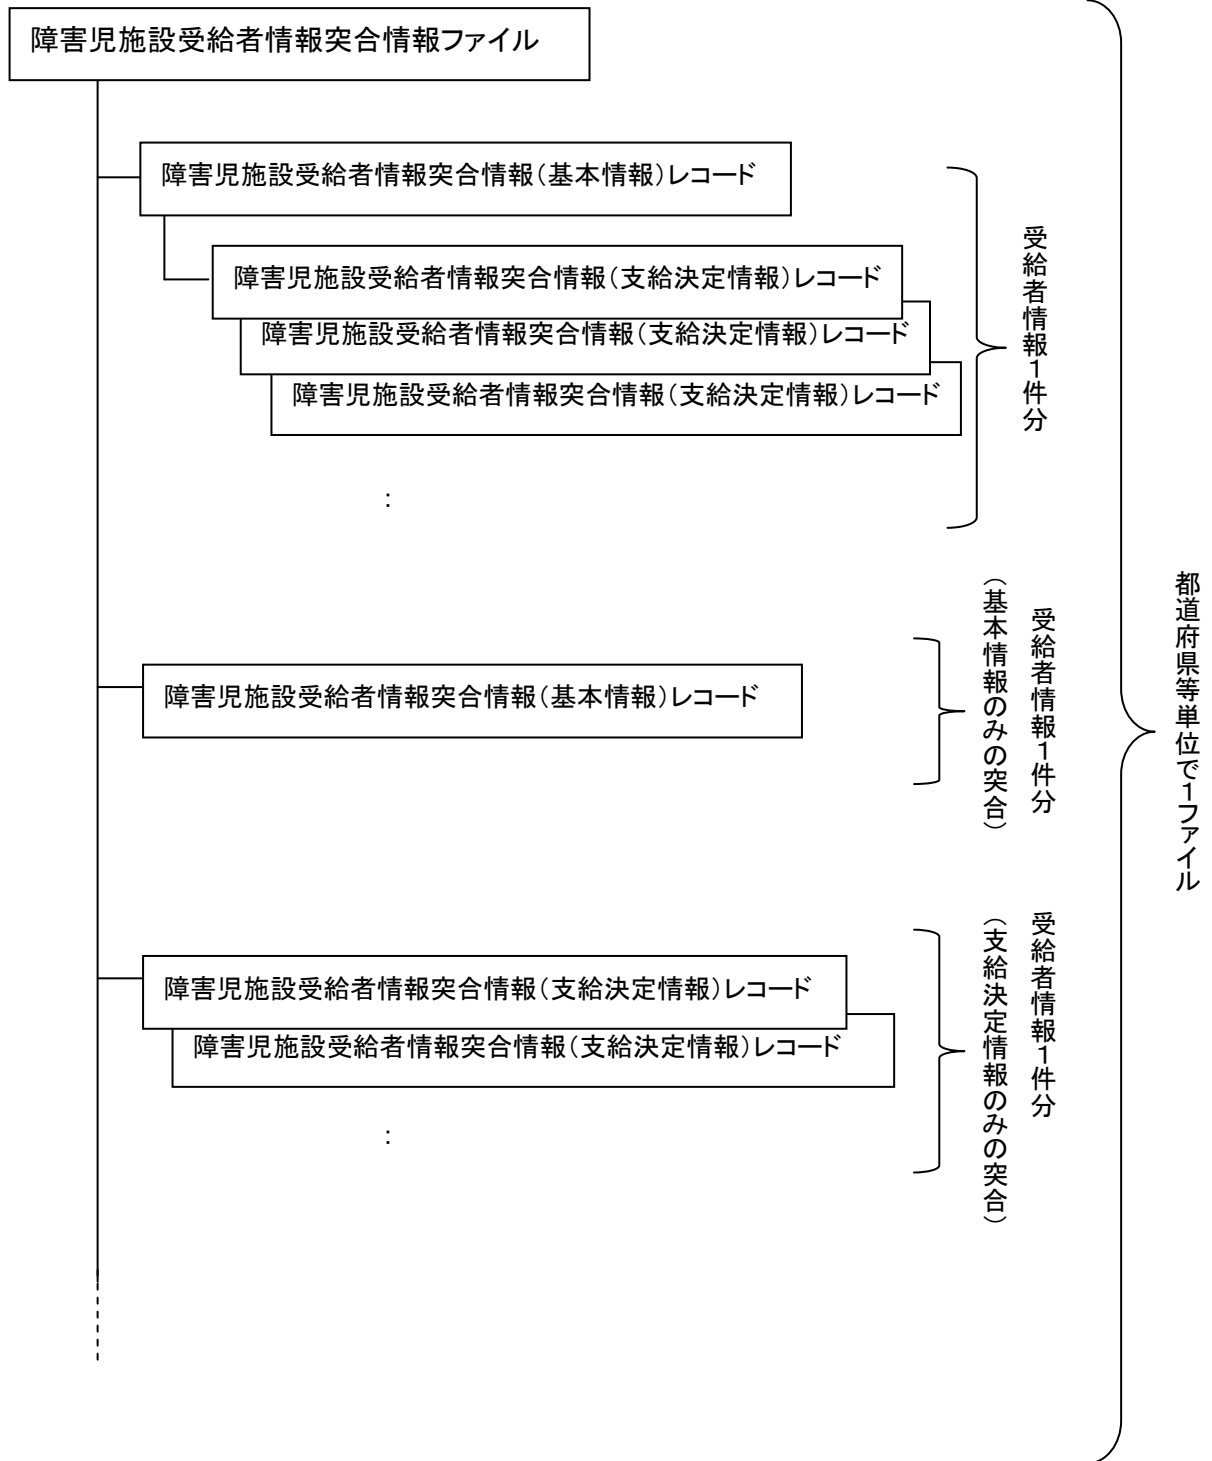 障害児施設受給者情報突合情報ファイル
障害児施設受給者情報突合情報（基本情報）レコード
障害児施設受給者情報突合情報（支給決定情報）レコード
障害児施設受給者情報突合情報（支給決定情報）レコード
障害児施設受給者情報突合情報（支給決定情報）レコード
：
受給者情報１件分
障害児施設受給者情報突合情報（基本情報）レコード
受給者情報１件分
（基本情報のみの突合）
障害児施設受給者情報突合情報（支給決定情報）レコード
障害児施設受給者情報突合情報（支給決定情報）レコード
：
受給者情報１件分
（支給決定情報のみの突合）
都道府県等単位で１ファイル